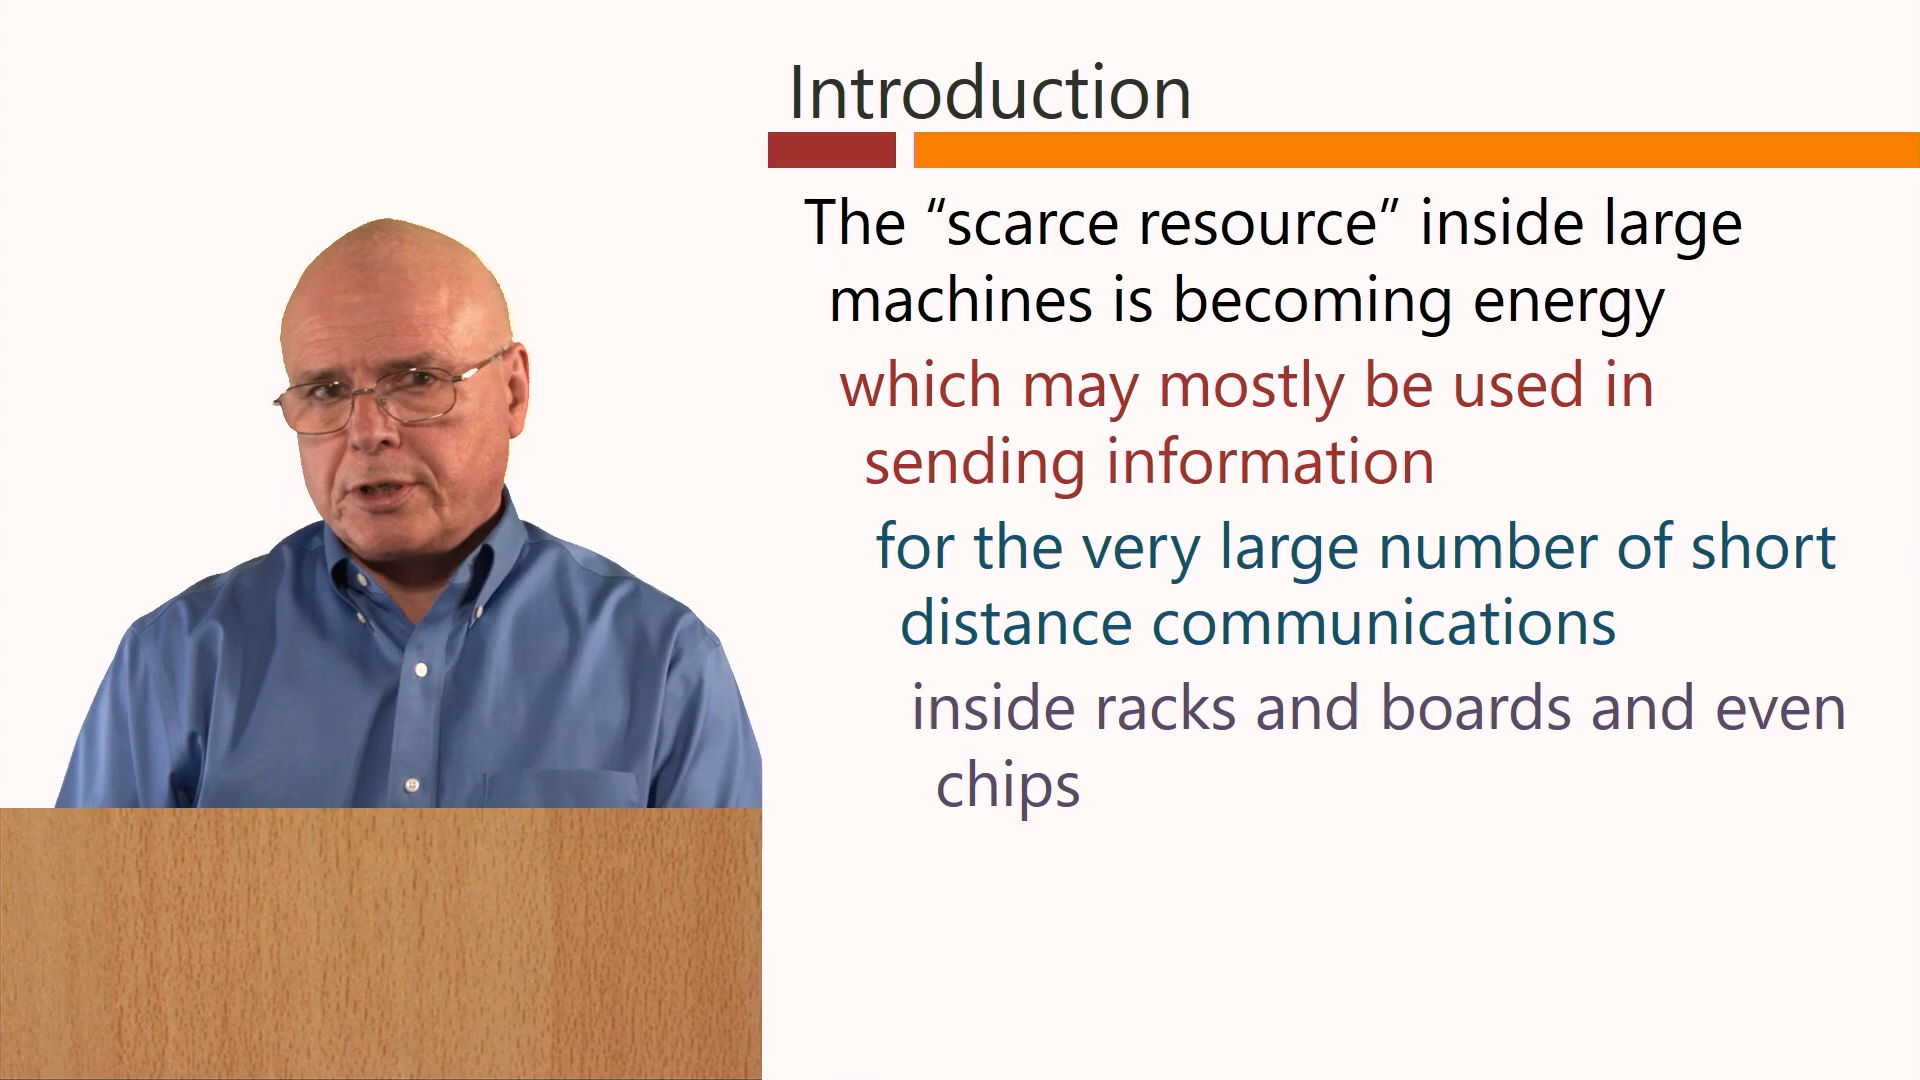 Introduction
The “scarce resource” inside large
machines is becoming energy
which may mostly be used in
sending information
for the very large number of short
distance communications
inside racks and boards and even
chips